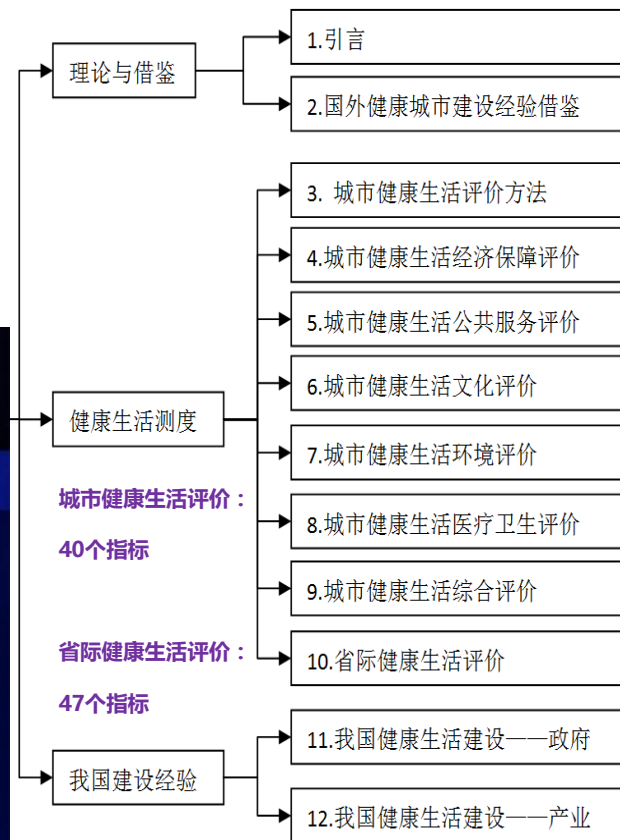 理论与借鉴
1.引言
2.国外健康城市建设经验借鉴
健康生活测度
城市健康生活评价：
40个指标
省际健康生活评价：
47个指标
3. 城市健康生活评价方法
4.城市健康生活经济保障评价
5.城市健康生活公共服务评价
6.城市健康生活文化评价
7.城市健康生活环境评价
8.城市健康生活医疗卫生评价
9.城市健康生活综合评价
10.省际健康生活评价
我国建设经验
11.我国健康生活建设——政府
12.我国健康生活建设——产业